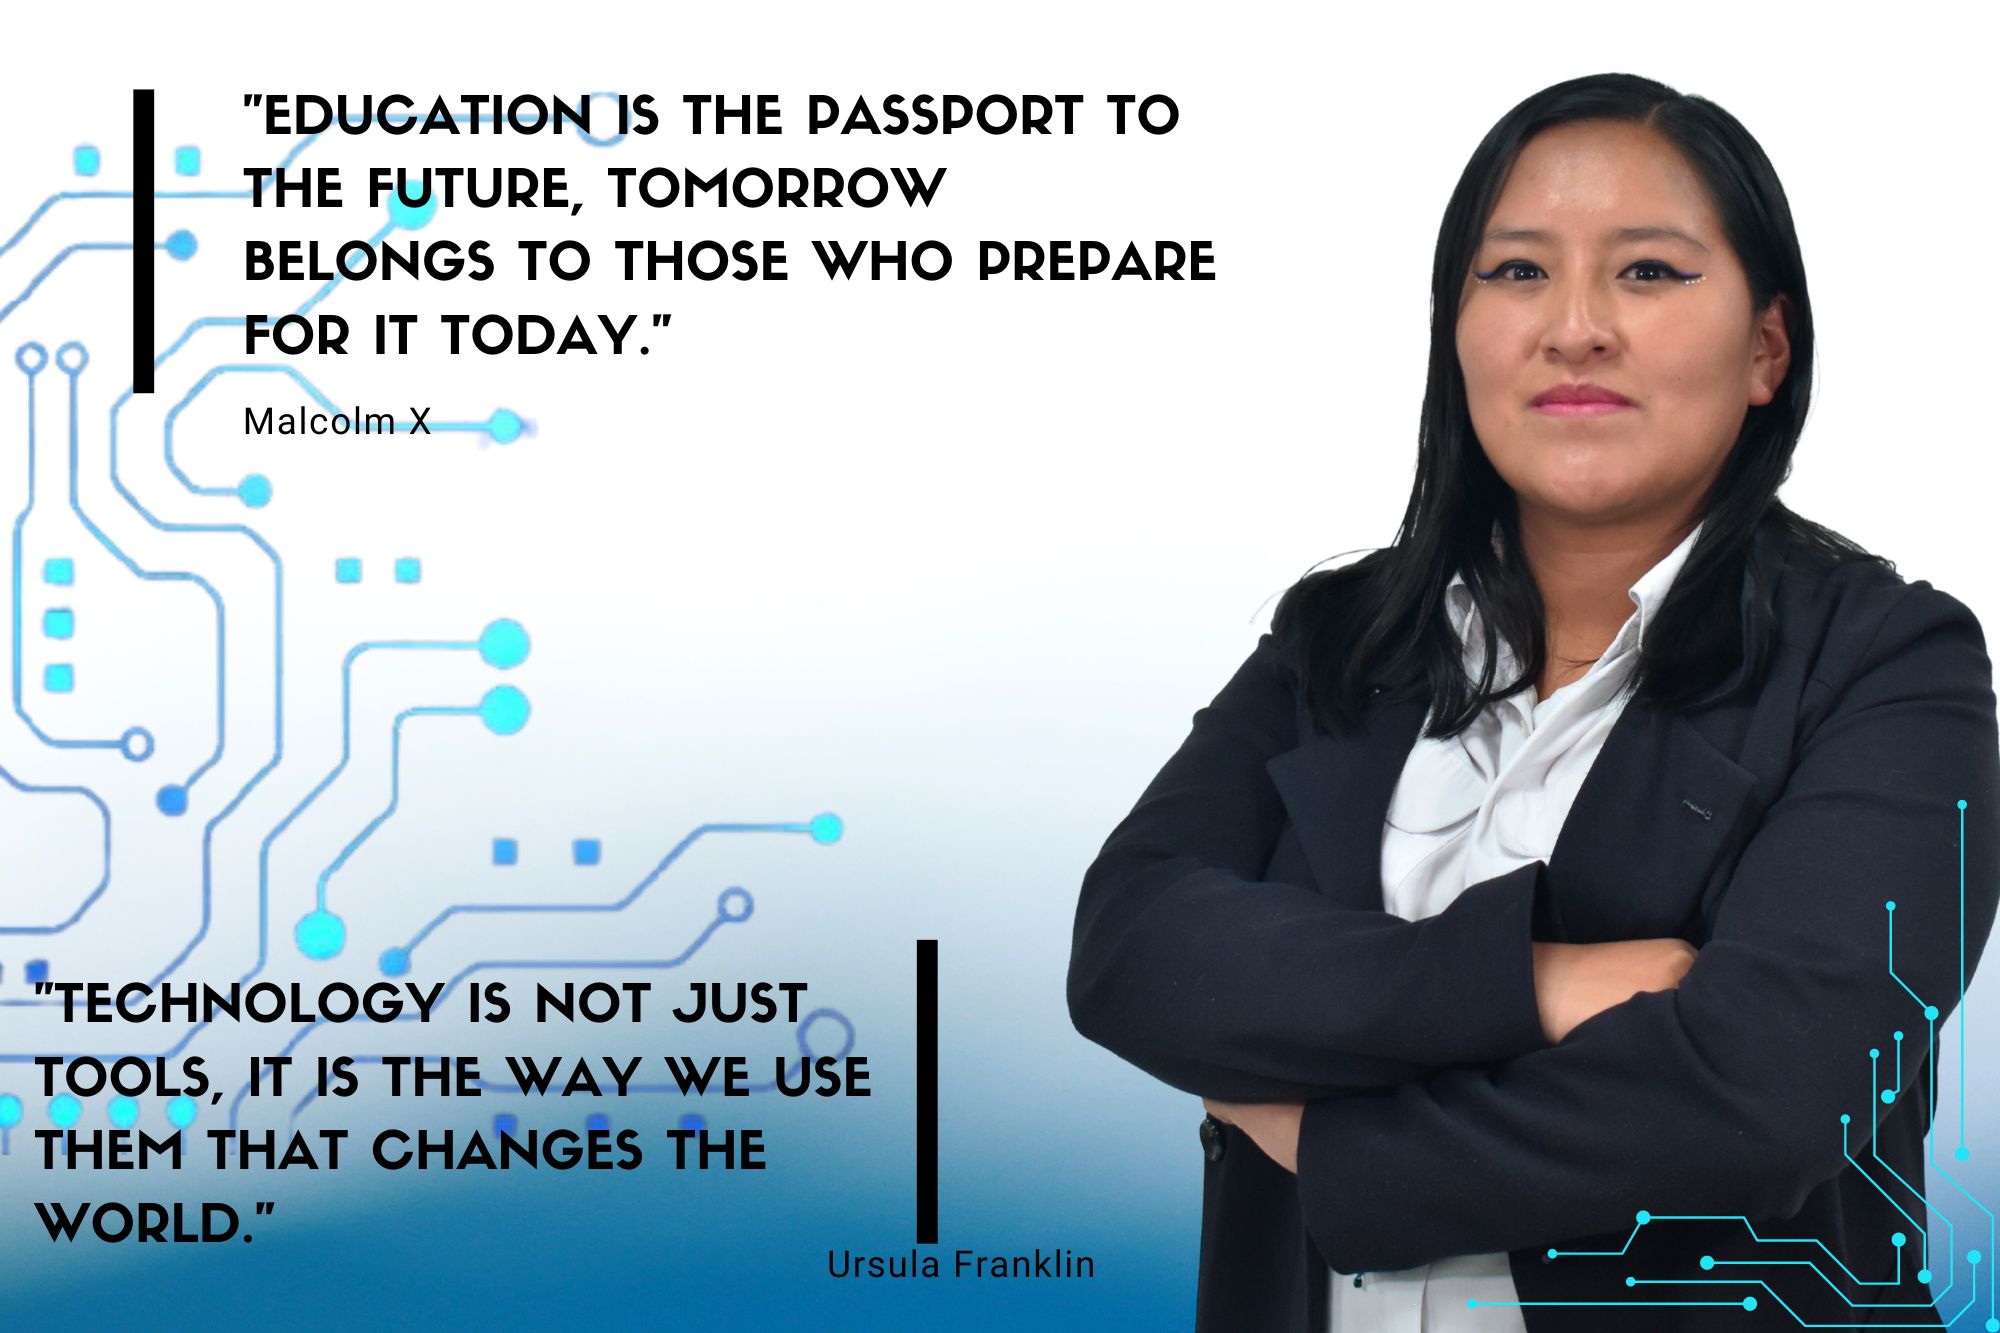 "EDUCATION IS THE PASSPORT TO
THE FUTURE, TOMORROW
BELONGS TO THOSE WHO PREPARE
FOR IT TODAY."
Malcolm X
"TECHNOLOGY IS NOT JUST
TOOLS, IT IS THE WAY WE USE
THEM THAT CHANGES THE
WORLD."
Ursula Franklin